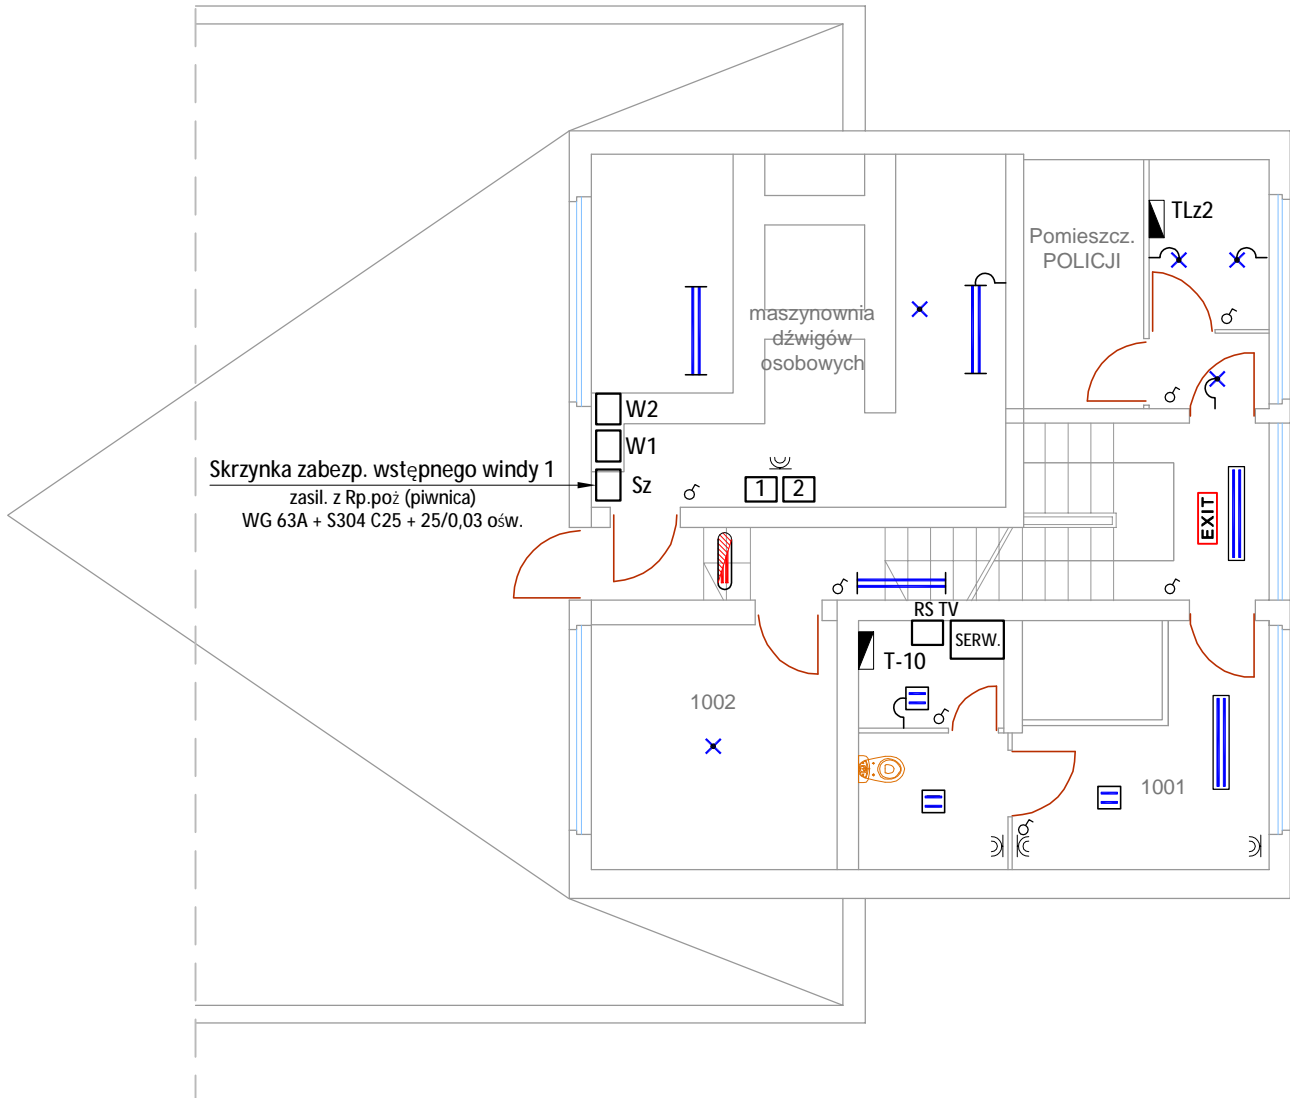 TLz2
Pomieszcz.
POLICJI
maszynownia
dźwigów
osobowych
W2
W1
Skrzynka zabezp. wstępnego windy 1
zasil. z Rp.poż (piwnica)
WG 63A + S304 C25 + 25/0,03 ośw.
Sz
1
2
EXIT
RS TV
SERW.
T-10
1002
1001